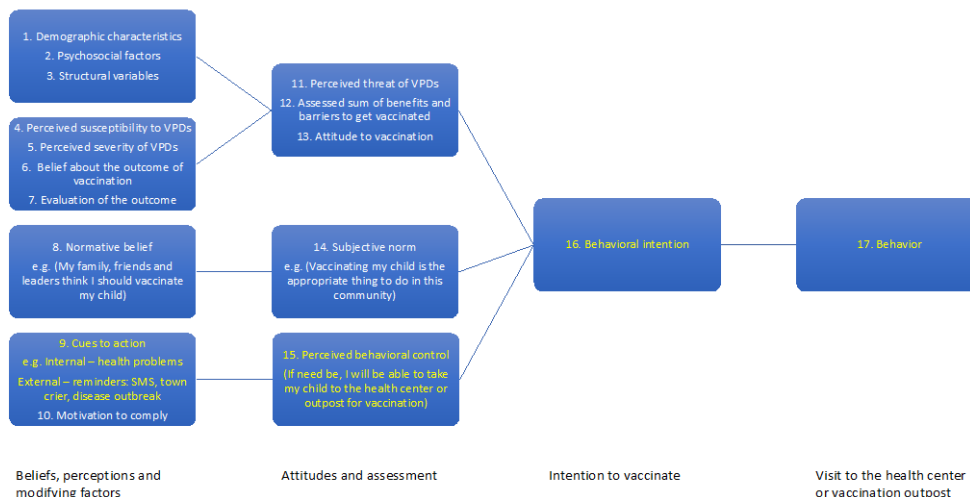 1. Demographic characteristics
2. Psychosocial factors
3. Structural variables
4. Perceived susceptibility to VPDs
5. Perceived severity of VPDs
6. Belief about the outcome of
vaccination
7. Evaluation of the outcome
8. Normative belief
e.g. (My family, friends and
leaders think I should vaccinate
my child)
9. Cues to action
e.g. Internal – health problems
External – reminders: SMS, town
crier, disease outbreak
10. Motivation to comply
11. Perceived threat of VPDs
12. Assessed sum of benefits and
barriers to get vaccinated
13. Attitude to vaccination
14. Subjective norm
e.g. (Vaccinating my child is the
appropriate thing to do in this
community)
15. Perceived behavioral control
(If need be, I will be able to take
my child to the health center or
outpost for vaccination)
16. Behavioral intention
17. Behavior
Beliefs, perceptions and
modifying factors
Attitudes and assessment
Intention to vaccinate
Visit to the health center
or vaccination outpost